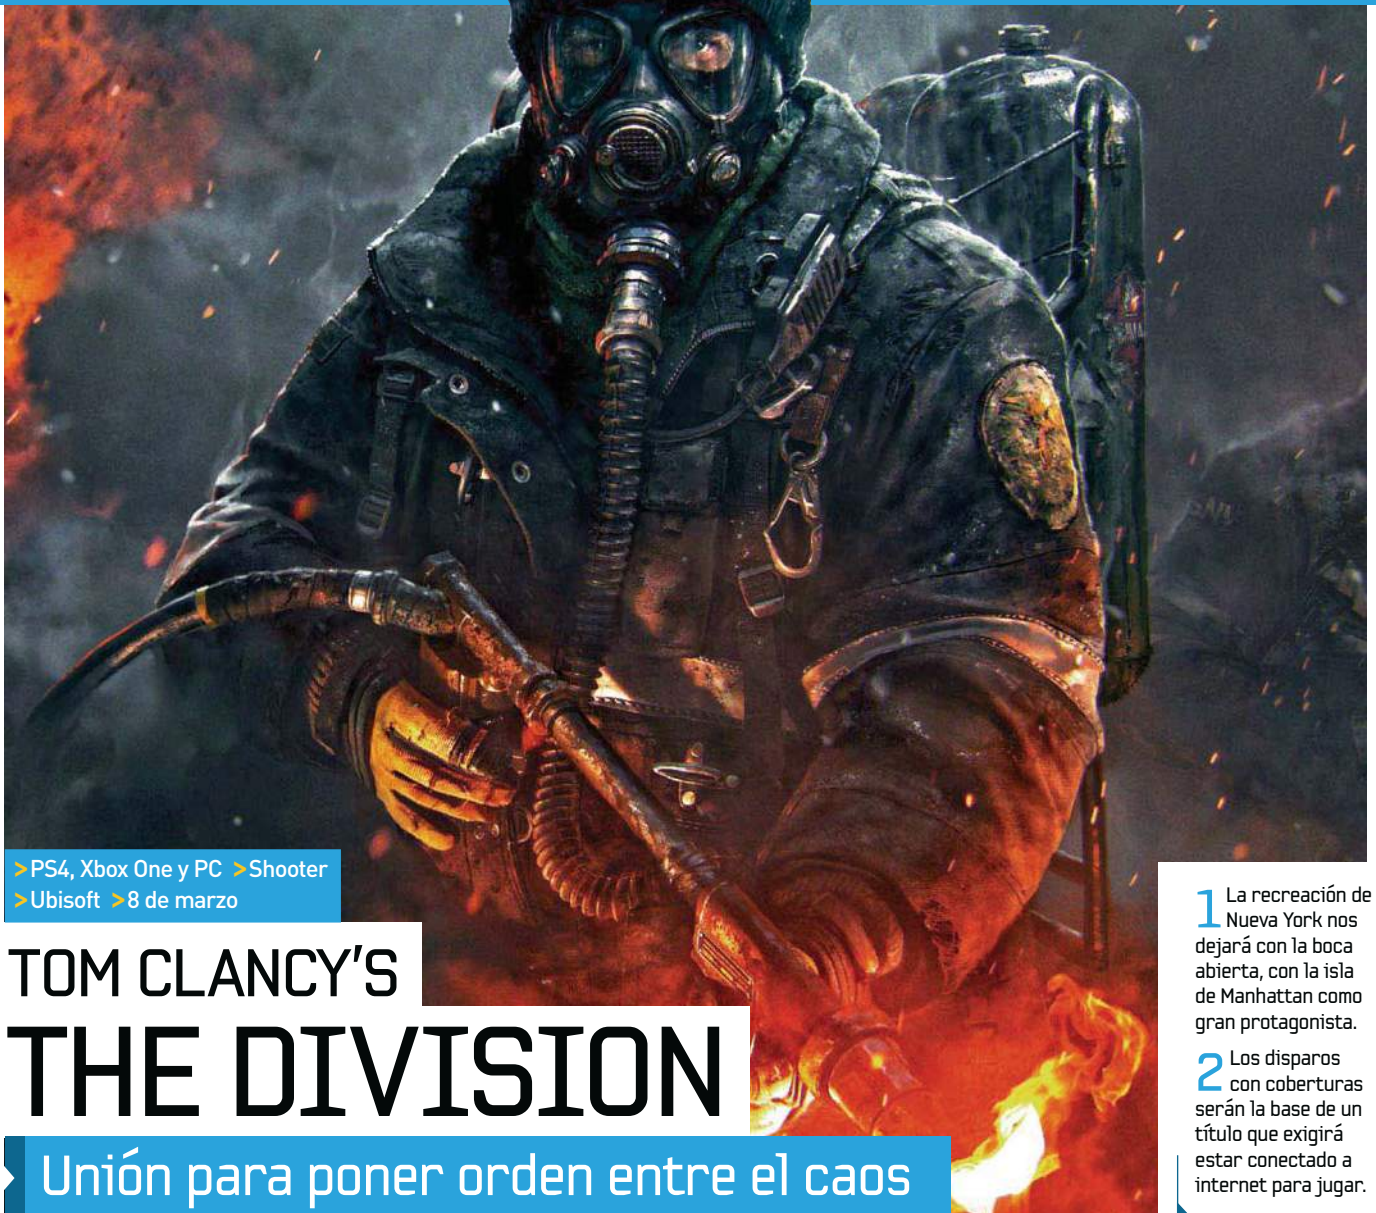 >PS4, Xbox One y PC >Shooter
>Ubisoft >8 de marzo
TOM CLANCY'S
THE DIVISION
Unión para poner orden entre el caos
1 La recreación de
Nueva York nos
dejará con la boca
abierta, con la isla
de Manhattan como
gran protagonista.
2 Los disparos
con coberturas
serán la base de un
título que exigirá
estar conectado a
internet para jugar.